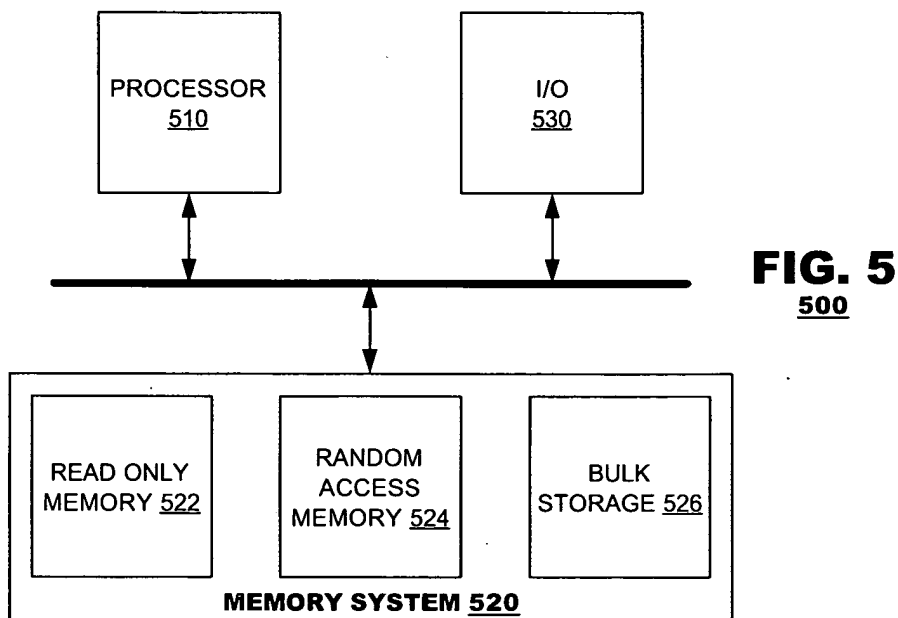 PROCESSOR
510
I/O
530
FIG. 5
500
READ ONLY
MEMORY 522
RANDOM
ACCESS
MEMORY 524
BULK
STORAGE 526
MEMORY SYSTEM 520